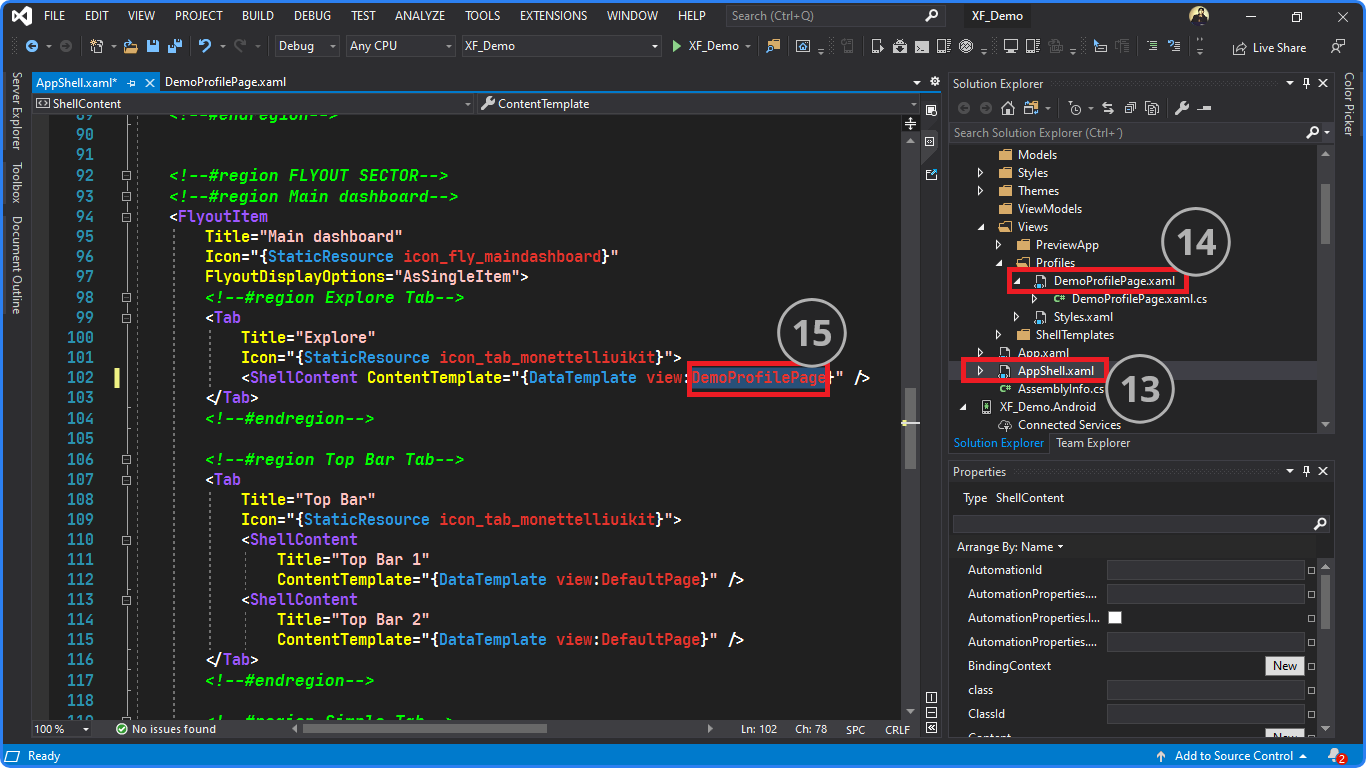 FILE EDIT VIEW PROJECT BUILD DEBUG TEST ANALYZE TOOLS EXTENSIONS WINDOW HELP Search (Ctrl+Q) XF_Demo
Debug Any CPU XF_Demo XF_Demo Live Share
Server Explorer
Toolbox
Document Outline
AppShell.xaml* DemoProfilePage.xaml
ShellContent ContentTemplate
89 <!--#endregion-->
90
91
92 <!--#region FLYOUT SECTOR-->
93 <!--#region Main dashboard-->
94 <FlyoutItem
95 Title="Main dashboard"
96 Icon="{StaticResource icon_fly_maindashboard}"
97 FlyoutDisplayOptions="AsSingleItem">
98 <!--#region Explore Tab-->
99 <Tab
100 Title="Explore"
101 Icon="{StaticResource icon_tab_monettelliuikit}">
102 <ShellContent ContentTemplate="{DataTemplate view:DemoProfilePage}" />
103 </Tab>
104 <!--#endregion-->
105
106 <!--#region Top Bar Tab-->
107 <Tab
108 Title="Top Bar"
109 Icon="{StaticResource icon_tab_monettelliuikit}">
110 <ShellContent
111 Title="Top Bar 1"
112 ContentTemplate="{DataTemplate view:DefaultPage}" />
113 <ShellContent
114 Title="Top Bar 2"
115 ContentTemplate="{DataTemplate view:DefaultPage}" />
116 </Tab>
117 <!--#endregion-->
118
119 <!--#region Simple Tab-->
15
100 % No issues found Ln: 102 Ch: 78 SPC CRLF
Solution Explorer
Search Solution Explorer (Ctrl+´)
Models
Styles
Themes
ViewModels
Views
PreviewApp
Profiles
DemoProfilePage.xaml
DemoProfilePage.xaml.cs
Styles.xaml
ShellTemplates
App.xaml
AppShell.xaml
AssemblyInfo.cs
XF_Demo.Android
Connected Services
14
13
Solution Explorer Team Explorer
Properties
Type ShellContent
Arrange By: Name
AutomationId
AutomationProperties....
AutomationProperties.I...
AutomationProperties....
BindingContext New
class
ClassId
Content New
Color Picker
Ready Add to Source Control 2